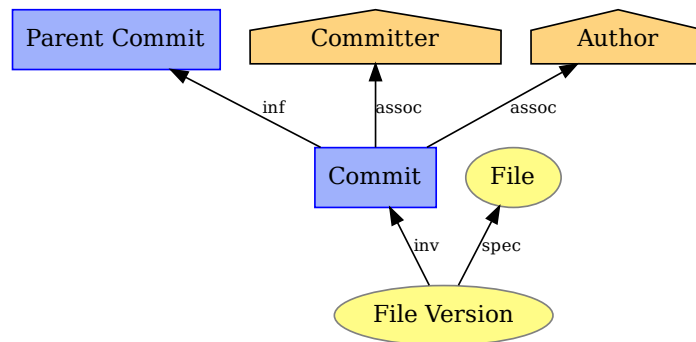 Parent Commit
Committer
Author
inf
assoc
assoc
Commit
File
inv
spec
File Version